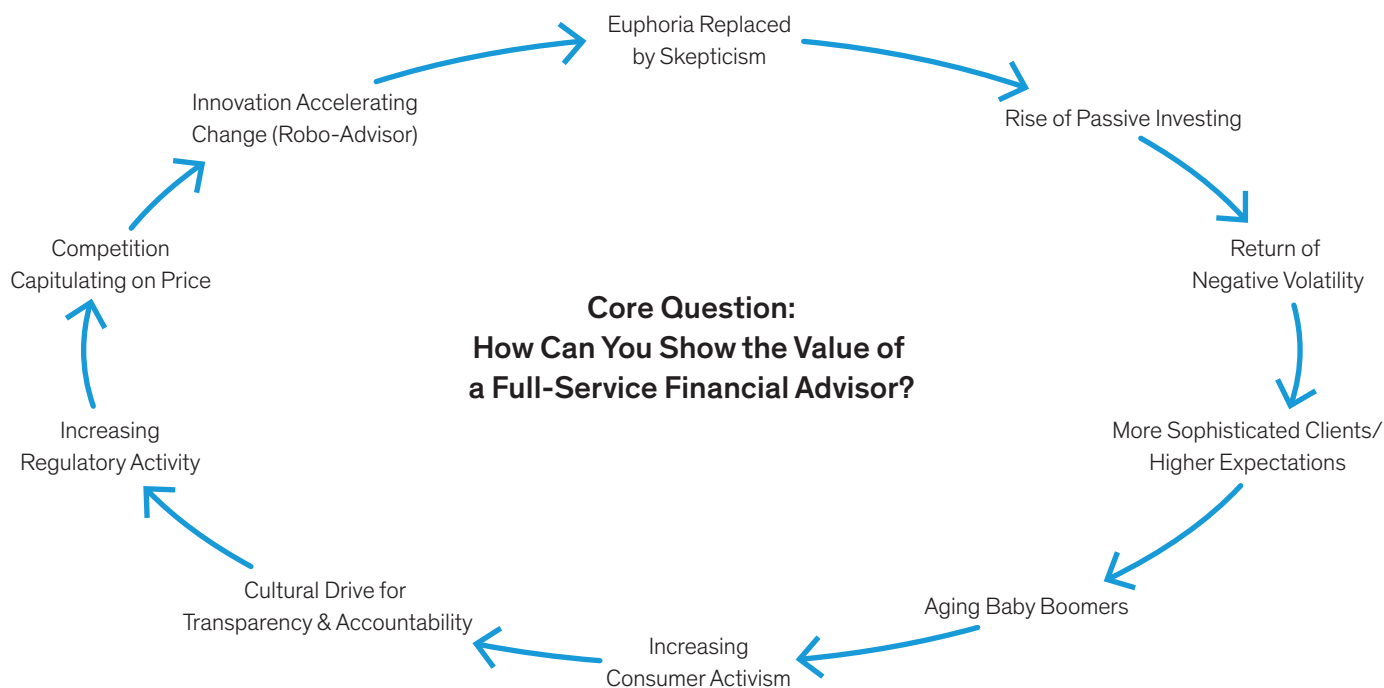 Euphoria Replaced
by Skepticism
Rise of Passive Investing
Return of
Negative Volatility
More Sophisticated Clients/
Higher Expectations
Aging Baby Boomers
Increasing
Consumer Activism
Cultural Drive for
Transparency & Accountability
Increasing
Regulatory Activity
Competition
Capitulating on Price
Innovation Accelerating
Change (Robo-Advisor)
Core Question:
How Can You Show the Value of
a Full-Service Financial Advisor?